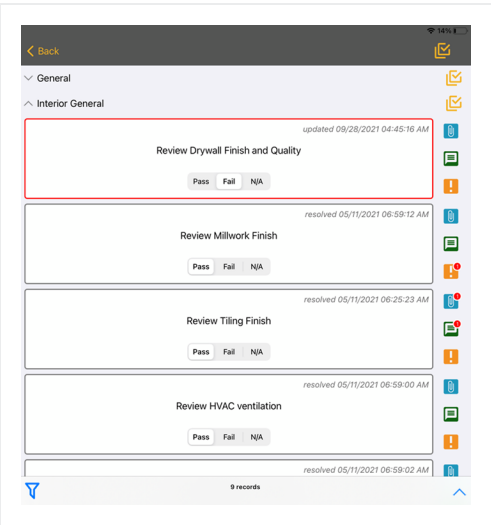 14%
Back
General
Interior General
updated 09/28/2021 04:45:16 AM
Review Drywall Finish and Quality
Pass Fail N/A
resolved 05/11/2021 06:59:12 AM
Review Millwork Finish
Pass Fail N/A
1
resolved 05/11/2021 06:25:23 AM
1
Review Tiling Finish
1
Pass Fail N/A
resolved 05/11/2021 06:59:00 AM
Review HVAC ventilation
Pass Fail N/A
resolved 05/11/2021 06:59:02 AM
9 records